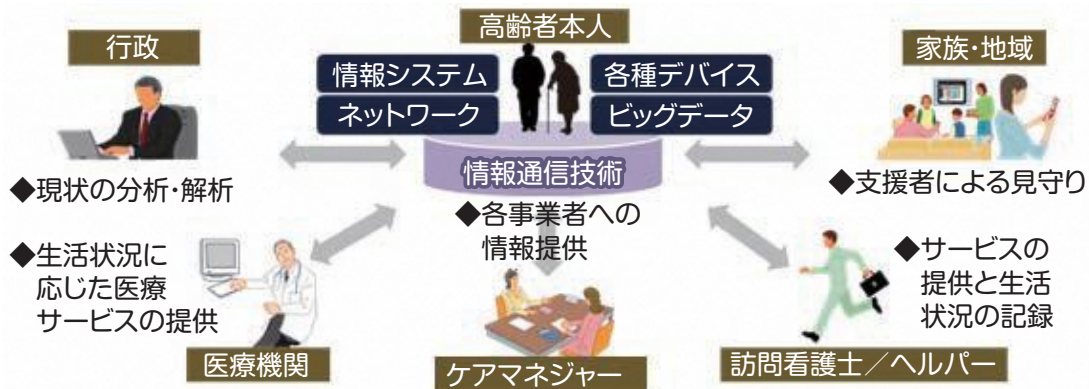 高齢者本人
行政
家族・地域
情報システム
各種デバイス
ネットワーク
ビッグデータ
情報通信技術
◆現状の分析・解析
◆支援者による見守り
◆各事業者への
情報提供
◆生活状況に
応じた医療
サービスの提供
◆サービスの
提供と生活
状況の記録
医療機関
ケアマネジャー
訪問看護士／ヘルパー